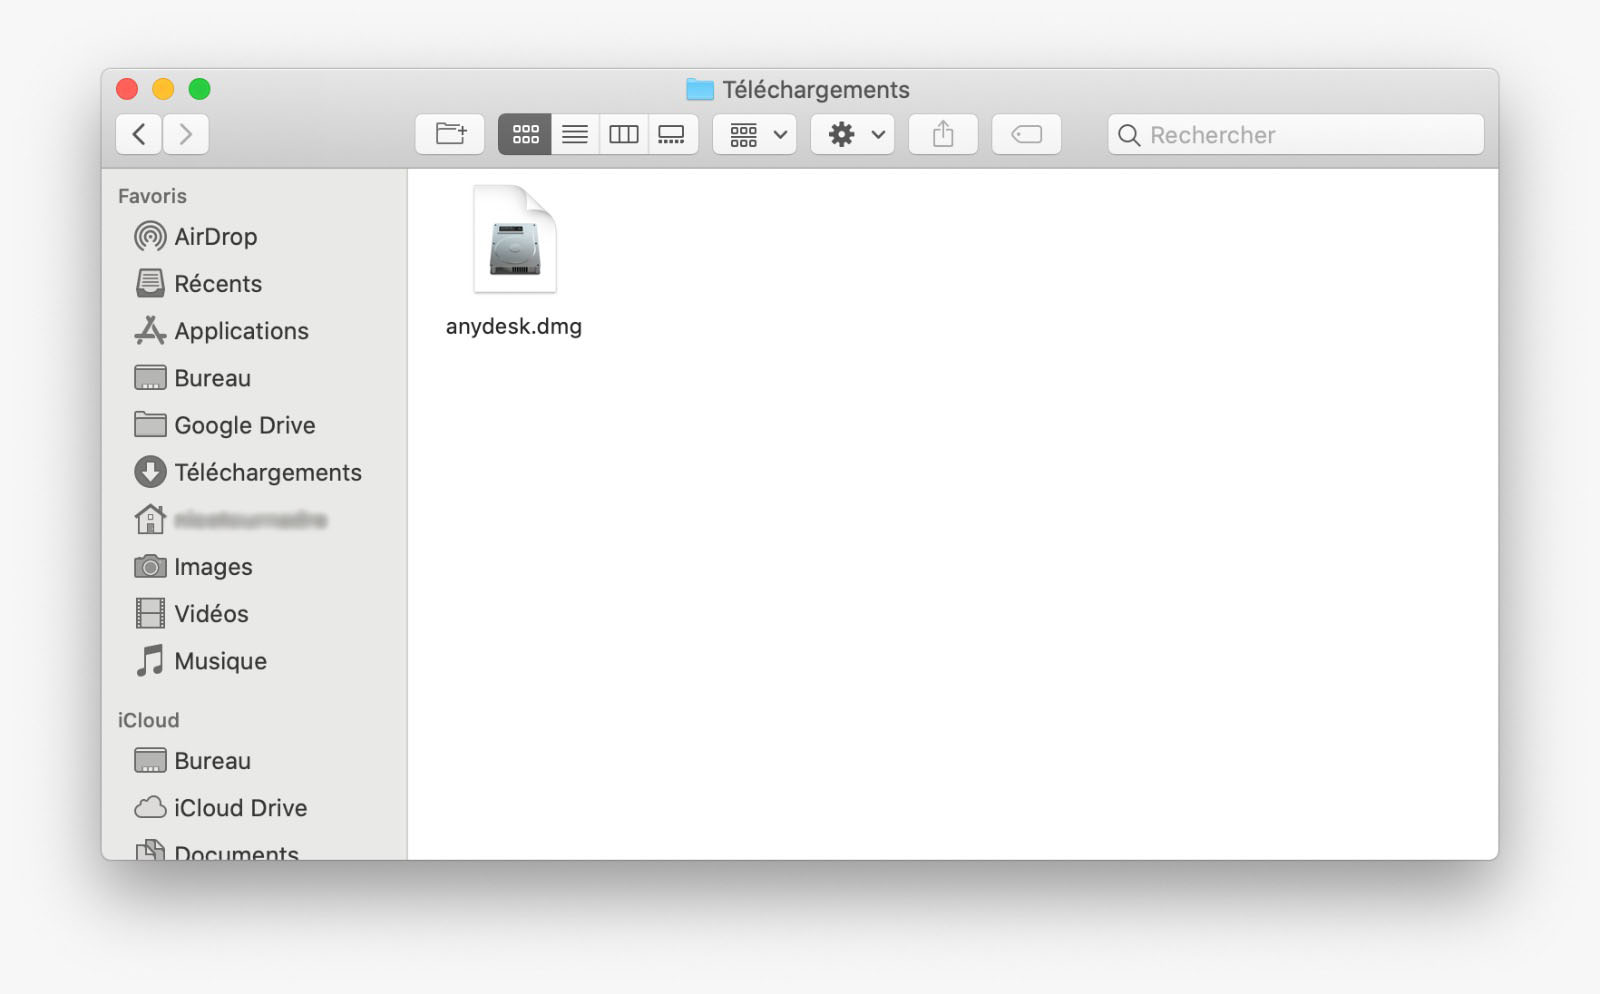 Téléchargements
Rechercher
Favoris
AirDrop
Récents
Applications
Bureau
Google Drive
Téléchargements
Images
Vidéos
Musique
iCloud
Bureau
iCloud Drive
Documents
anydesk.dmg